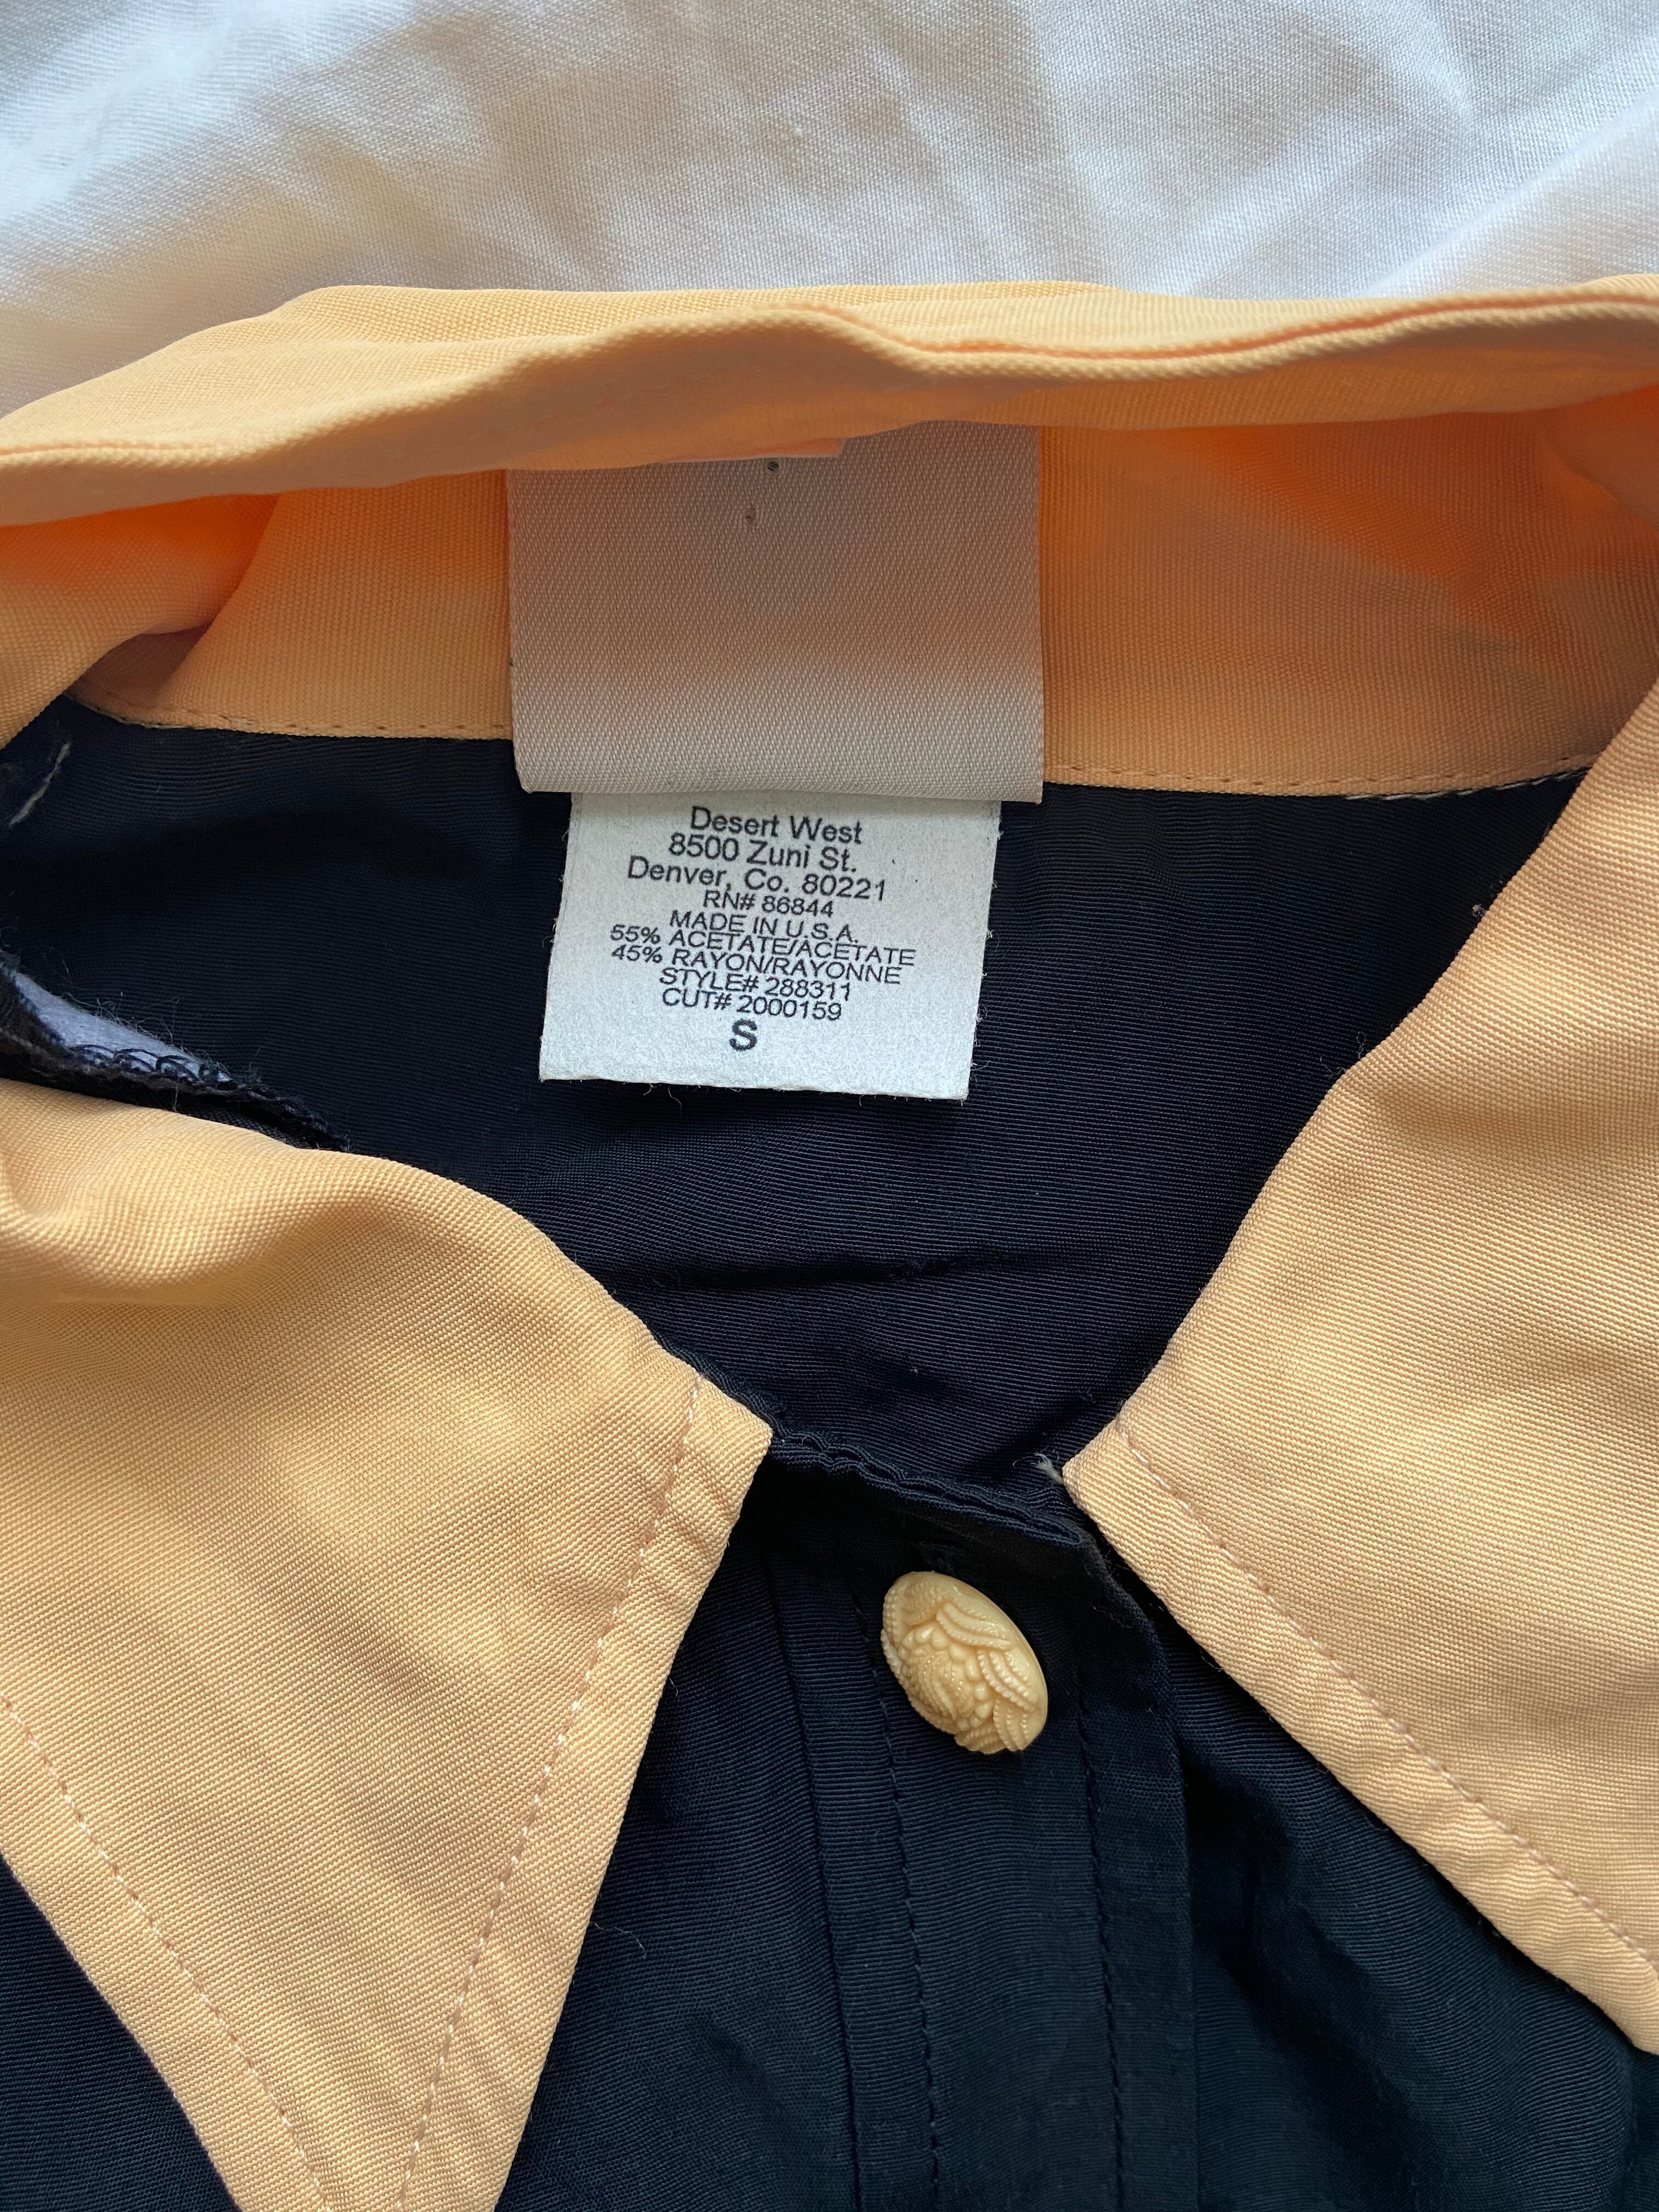 Desert West
8500 Zuni St.
Denver, Co. 80221
RN# 86844
MADE IN U.S.A.
55% ACETATE/ACETATE
45% RAYON/RAYONNE
STYLE# 288311
CUT# 2000159
S